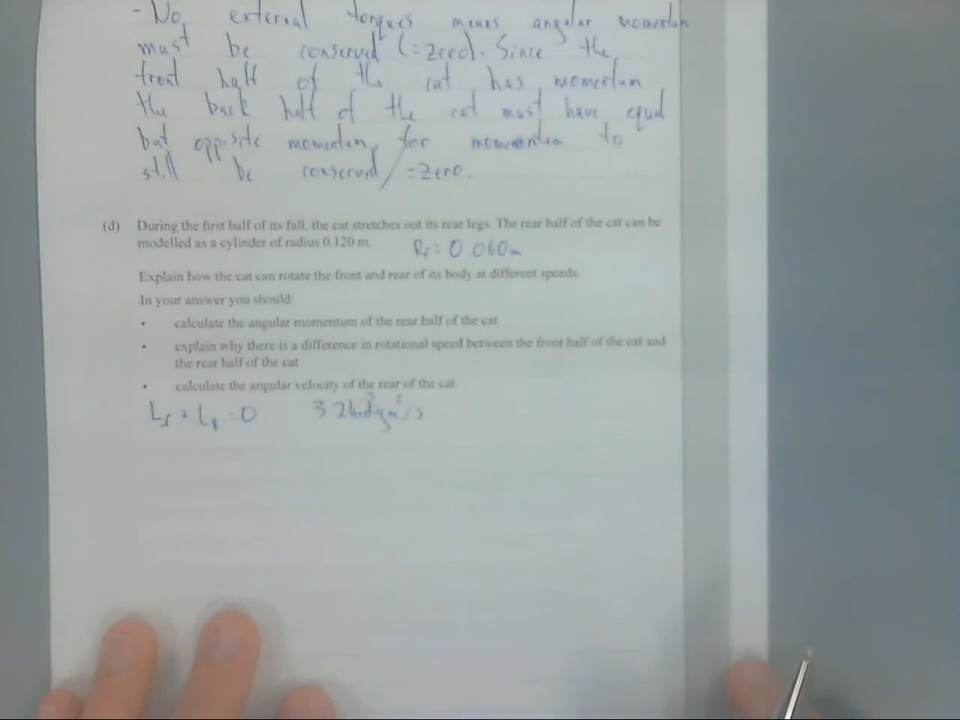 - No external torques means angular momentum
must be conserved (=zero). Since the
front half of the cat has momentum
the back half of the cat must have equal
but opposite momentum, for momentum to
still be conserved/=zero.
(d) During the first half of its fall, the cat stretches out its rear legs. The rear half of the cat can be
modelled as a cylinder of radius 0.120 m. Rf = 0.060m
Explain how the cat can rotate the front and rear of its body at different speeds.
In your answer you should:
• calculate the angular momentum of the rear half of the cat
• explain why there is a difference in rotational speed between the front half of the cat and
the rear half of the cat
• calculate the angular velocity of the rear of the cat.
Lf + Lr = 0